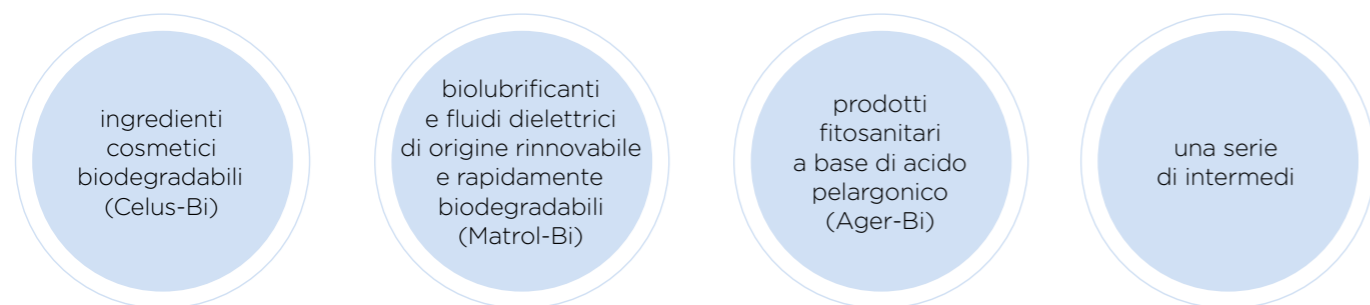 ingredienti
cosmetici
biodegradabili
(Celus-Bi)
biolubrificanti
e fluidi dielettrici
di origine rinnovabile
e rapidamente
biodegradabili
(Matrol-Bi)
prodotti
fitosanitari
a base di acido
pelargonico
(Ager-Bi)
una serie
di intermedi